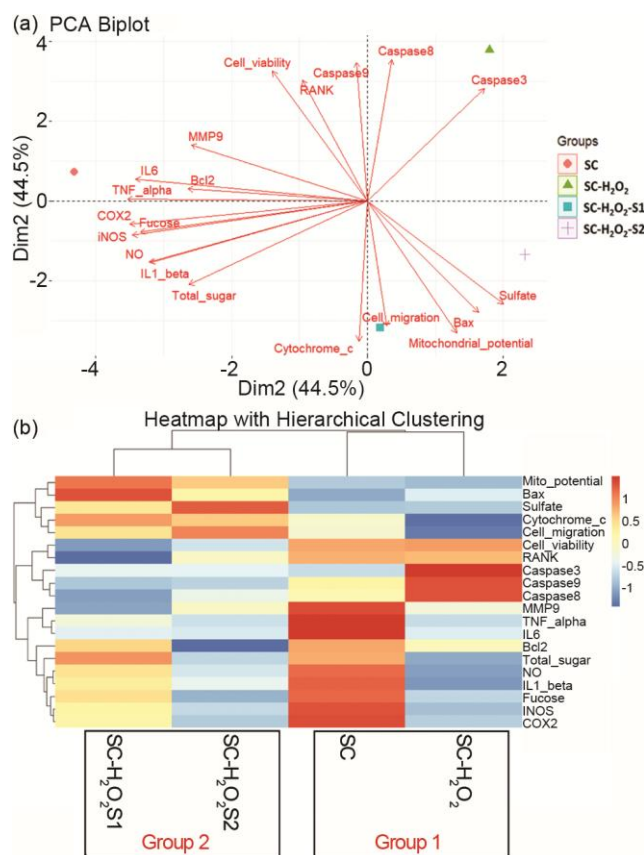 (a) PCA Biplot
4
2
0
-2
-4
-2
0
2
Dim2 (44.5%)
Dim2 (44.5%)
Cell_viability
Caspase9
Caspase8
RANK
Caspase3
MMP9
IL6
Bcl2
TNF_alpha
COX2
Fucose
iNOS
NO
IL1_beta
Total_sugar
Cytochrome_c
Cell_migration
Sulfate
Bax
Mitochondrial_potential
Groups
SC
SC-H₂O₂
SC-H₂O₂-S1
SC-H₂O₂-S2
(b) Heatmap with Hierarchical Clustering
Mito_potential
Bax
Sulfate
Cytochrome_c
Cell_migration
Cell_viability
RANK
Caspase3
Caspase9
Caspase8
MMP9
TNF_alpha
IL6
Bcl2
Total_sugar
NO
IL1_beta
Fucose
INOS
COX2
1
0.5
0
-0.5
-1
SC-H₂O₂S1
SC-H₂O₂S2
SC
SC-H₂O₂
Group 2
Group 1